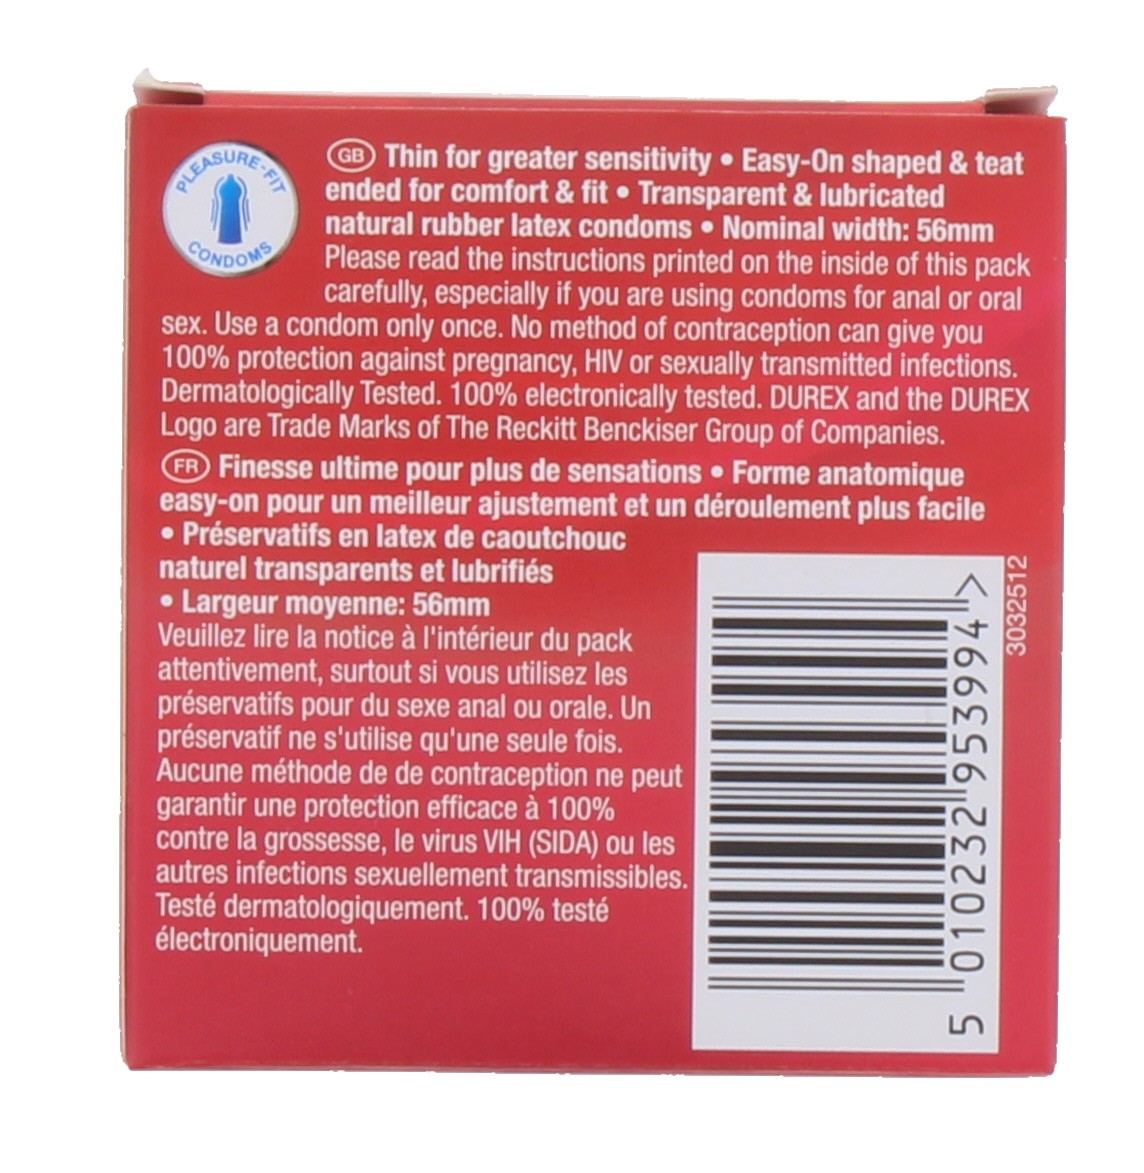 PLEASURE-FIT
CONDOMS
GB Thin for greater sensitivity • Easy-On shaped & teat
ended for comfort & fit • Transparent & lubricated
natural rubber latex condoms • Nominal width: 56mm
Please read the instructions printed on the inside of this pack
carefully, especially if you are using condoms for anal or oral
sex. Use a condom only once. No method of contraception can give you
100% protection against pregnancy, HIV or sexually transmitted infections.
Dermatologically Tested. 100% electronically tested. DUREX and the DUREX
Logo are Trade Marks of The Reckitt Benckiser Group of Companies.
FR Finesse ultime pour plus de sensations • Forme anatomique
easy-on pour un meilleur ajustement et un déroulement plus facile
• Préservatifs en latex de caoutchouc
naturel transparents et lubrifiés
• Largeur moyenne: 56mm
Veuillez lire la notice à l'intérieur du pack
attentivement, surtout si vous utilisez les
préservatifs pour du sexe anal ou orale. Un
préservatif ne s'utilise qu'une seule fois.
Aucune méthode de de contraception ne peut
garantir une protection efficace à 100%
contre la grossesse, le virus VIH (SIDA) ou les
autres infections sexuellement transmissibles.
Testé dermatologiquement. 100% testé
électroniquement.
5 010232 953994 >
3032512